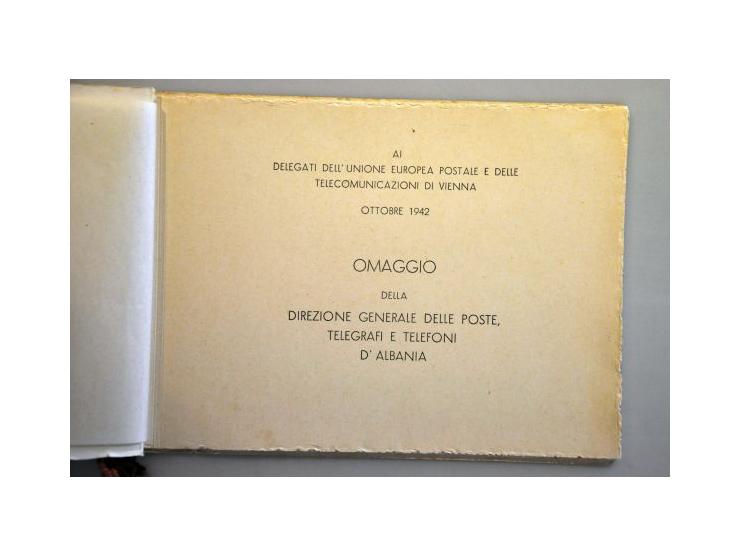 AI
DELEGATI DELL'UNIONE EUROPEA POSTALE E DELLE
TELECOMUNICAZIONI DI VIENNA
OTTOBRE 1942
OMAGGIO
DELLA
DIREZIONE GENERALE DELLE POSTE,
TELEGRAFI E TELEFONI
D'ALBANIA